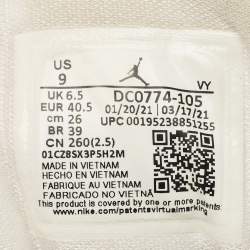 US
9
VY
UK 6.5
EUR 40.5
cm 26
BR 39
CN 260(2.5)
DC0774-105
01/20/21 03/17/21
UPC 00195238851255
01CZ8SX3P5H2M
MADE IN VIETNAM
HECHO EN VIETNAM
FABRIQUE AU VIETNAM
FABRICADO NO VIETNÃ
This product is covered by one or more patents. See
www.nike.com/patentsvirtualmarking